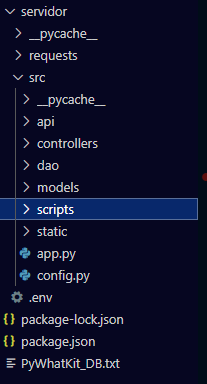 servidor
__pycache__
requests
src
__pycache__
api
controllers
dao
models
scripts
static
app.py
config.py
.env
package-lock.json
package.json
PyWhatKit_DB.txt